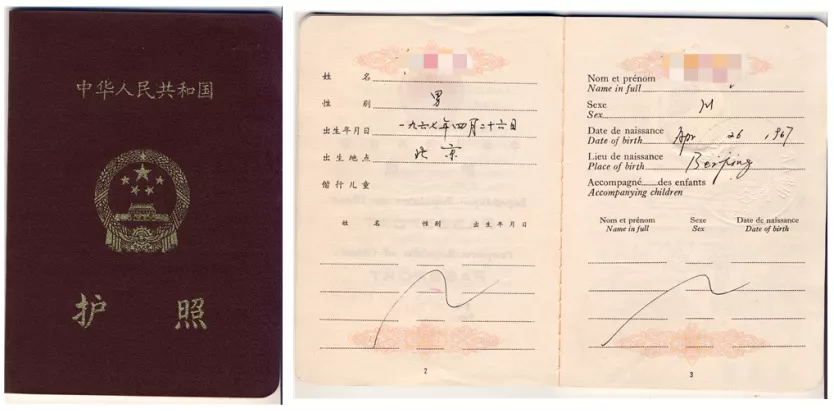 中华人民共和国
护 照
姓 名
性 别 男
出生年月日 一九六七年四月二十六日
出生地点 北京
偕行儿童
姓 名 性 别 出 生 年 月 日
2
Nom et prénom
Name in full
Sexe
Sex M
Date de naissance
Date of birth Apr 26, 1967
Lieu de naissance
Place of birth Beijing
Accompagné......des enfants
Accompanying children
Nom et prénom Sexe Date de naissance
Name in full Sex Date of birth
3